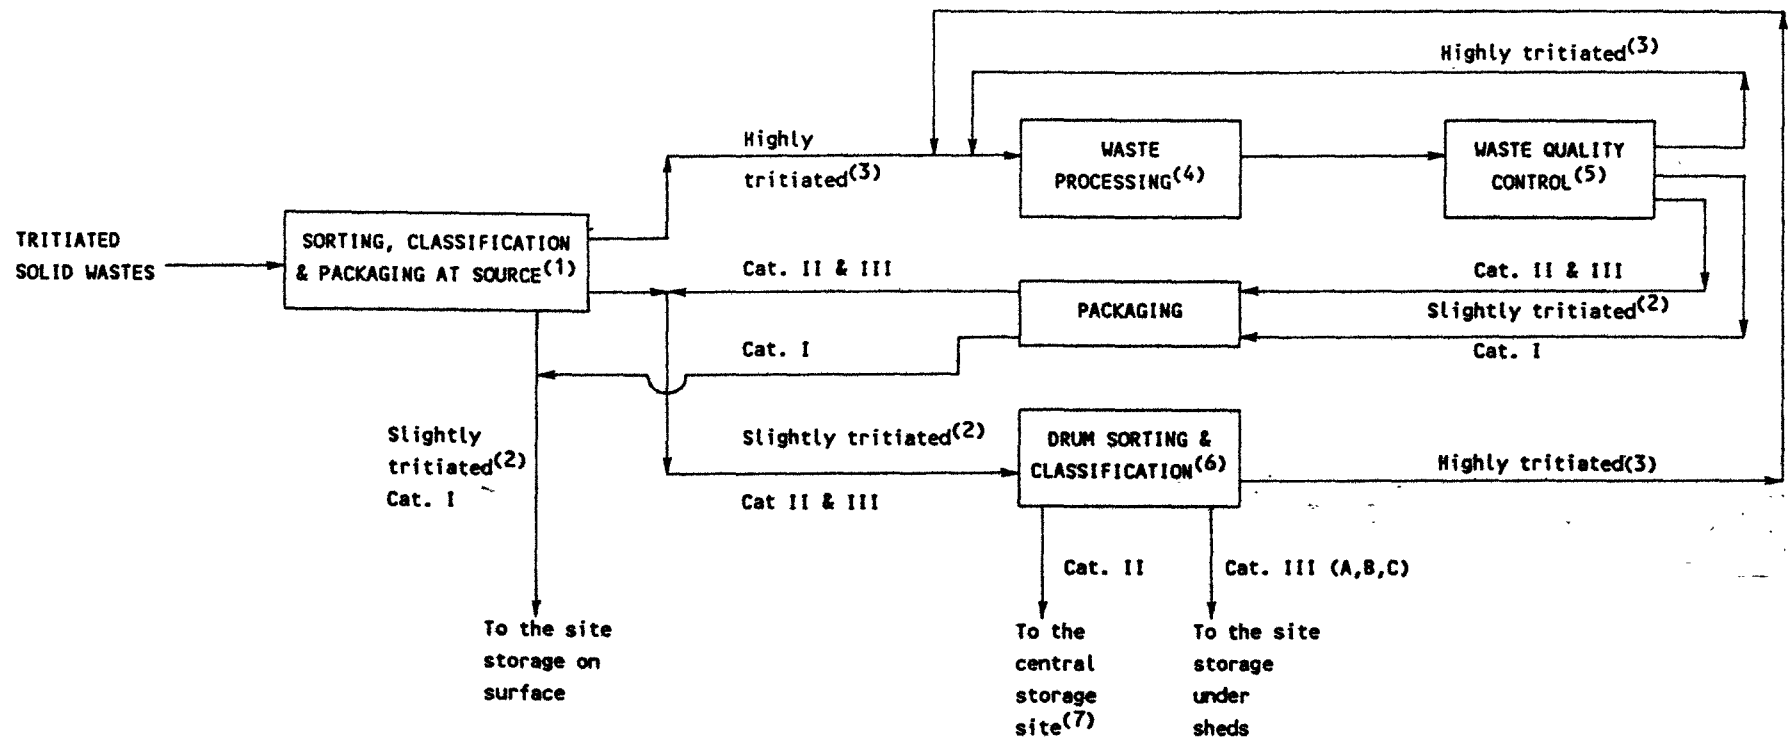 Highly tritiated(3)
Highly
tritiated(3)
WASTE
PROCESSING(4)
WASTE QUALITY
CONTROL(5)
TRITIATED
SOLID WASTES
SORTING, CLASSIFICATION
& PACKAGING AT SOURCE(1)
Cat. II & III
Cat. II & III
PACKAGING
Slightly tritiated(2)
Cat. I
Cat. I
Slightly
tritiated(2)
Cat. I
Slightly tritiated(2)
Cat II & III
DRUM SORTING &
CLASSIFICATION(6)
Highly tritiated(3)
Cat. II
Cat. III (A,B,C)
To the site
storage on
surface
To the
central
storage
site(7)
To the site
storage
under
sheds